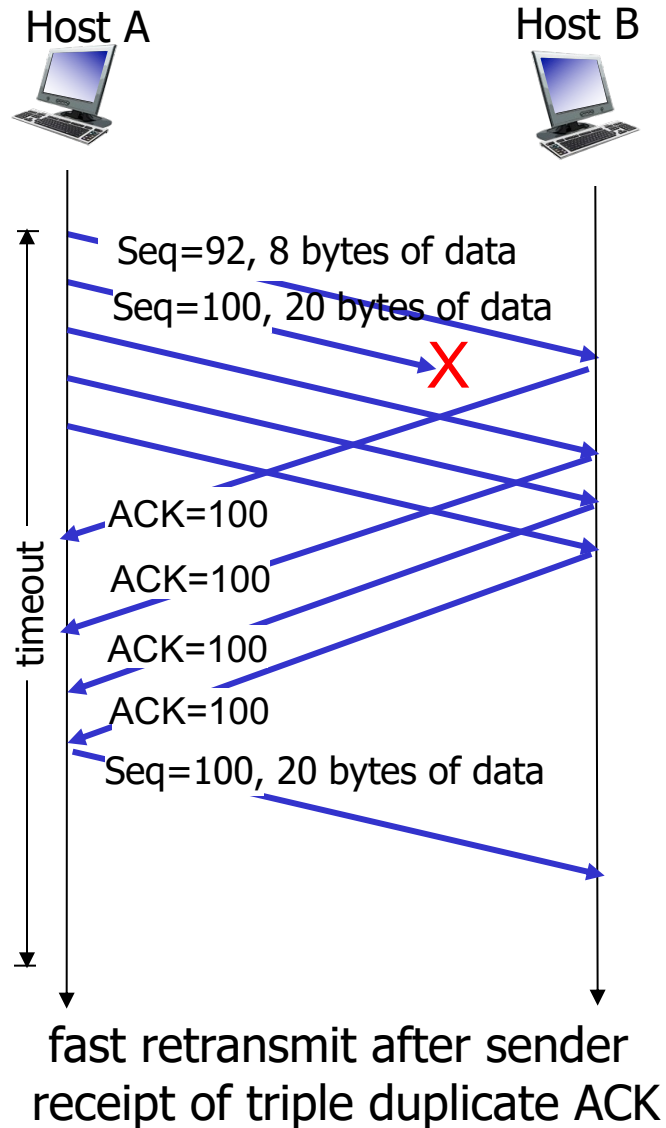 Host A
Host B
Seq=92, 8 bytes of data
Seq=100, 20 bytes of data
X
ACK=100
ACK=100
ACK=100
ACK=100
timeout
Seq=100, 20 bytes of data
fast retransmit after sender
receipt of triple duplicate ACK